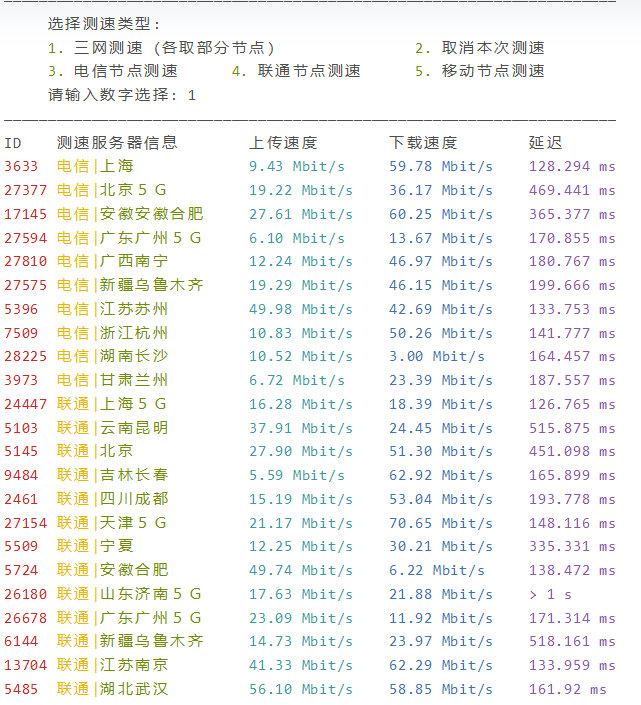 选择测速类型:
1. 三网测速 (各取部分节点) 2. 取消本次测速
3. 电信节点测速 4. 联通节点测速 5. 移动节点测速
请输入数字选择: 1
ID 测速服务器信息 上传速度 下载速度 延迟
3633 电信|上海 9.43 Mbit/s 59.78 Mbit/s 128.294 ms
27377 电信|北京５Ｇ 19.22 Mbit/s 36.17 Mbit/s 469.441 ms
17145 电信|安徽安徽合肥 27.61 Mbit/s 60.25 Mbit/s 365.377 ms
27594 电信|广东广州５Ｇ 6.10 Mbit/s 13.67 Mbit/s 170.855 ms
27810 电信|广西南宁 12.24 Mbit/s 46.97 Mbit/s 180.767 ms
27575 电信|新疆乌鲁木齐 19.29 Mbit/s 46.15 Mbit/s 199.666 ms
5396 电信|江苏苏州 49.98 Mbit/s 42.69 Mbit/s 133.753 ms
7509 电信|浙江杭州 10.83 Mbit/s 50.26 Mbit/s 141.777 ms
28225 电信|湖南长沙 10.52 Mbit/s 3.00 Mbit/s 164.457 ms
3973 电信|甘肃兰州 6.72 Mbit/s 23.39 Mbit/s 187.557 ms
24447 联通|上海５Ｇ 16.28 Mbit/s 18.39 Mbit/s 126.765 ms
5103 联通|云南昆明 37.91 Mbit/s 24.45 Mbit/s 515.875 ms
5145 联通|北京 27.90 Mbit/s 51.30 Mbit/s 451.098 ms
9484 联通|吉林长春 5.59 Mbit/s 62.92 Mbit/s 165.899 ms
2461 联通|四川成都 15.19 Mbit/s 53.04 Mbit/s 193.778 ms
27154 联通|天津５Ｇ 21.17 Mbit/s 70.65 Mbit/s 148.116 ms
5509 联通|宁夏 12.25 Mbit/s 30.21 Mbit/s 335.331 ms
5724 联通|安徽合肥 49.74 Mbit/s 6.22 Mbit/s 138.472 ms
26180 联通|山东济南５Ｇ 17.63 Mbit/s 21.88 Mbit/s > 1 s
26678 联通|广东广州５Ｇ 23.09 Mbit/s 11.92 Mbit/s 171.314 ms
6144 联通|新疆乌鲁木齐 14.73 Mbit/s 23.97 Mbit/s 518.161 ms
13704 联通|江苏南京 41.33 Mbit/s 62.29 Mbit/s 133.959 ms
5485 联通|湖北武汉 56.10 Mbit/s 58.85 Mbit/s 161.92 ms